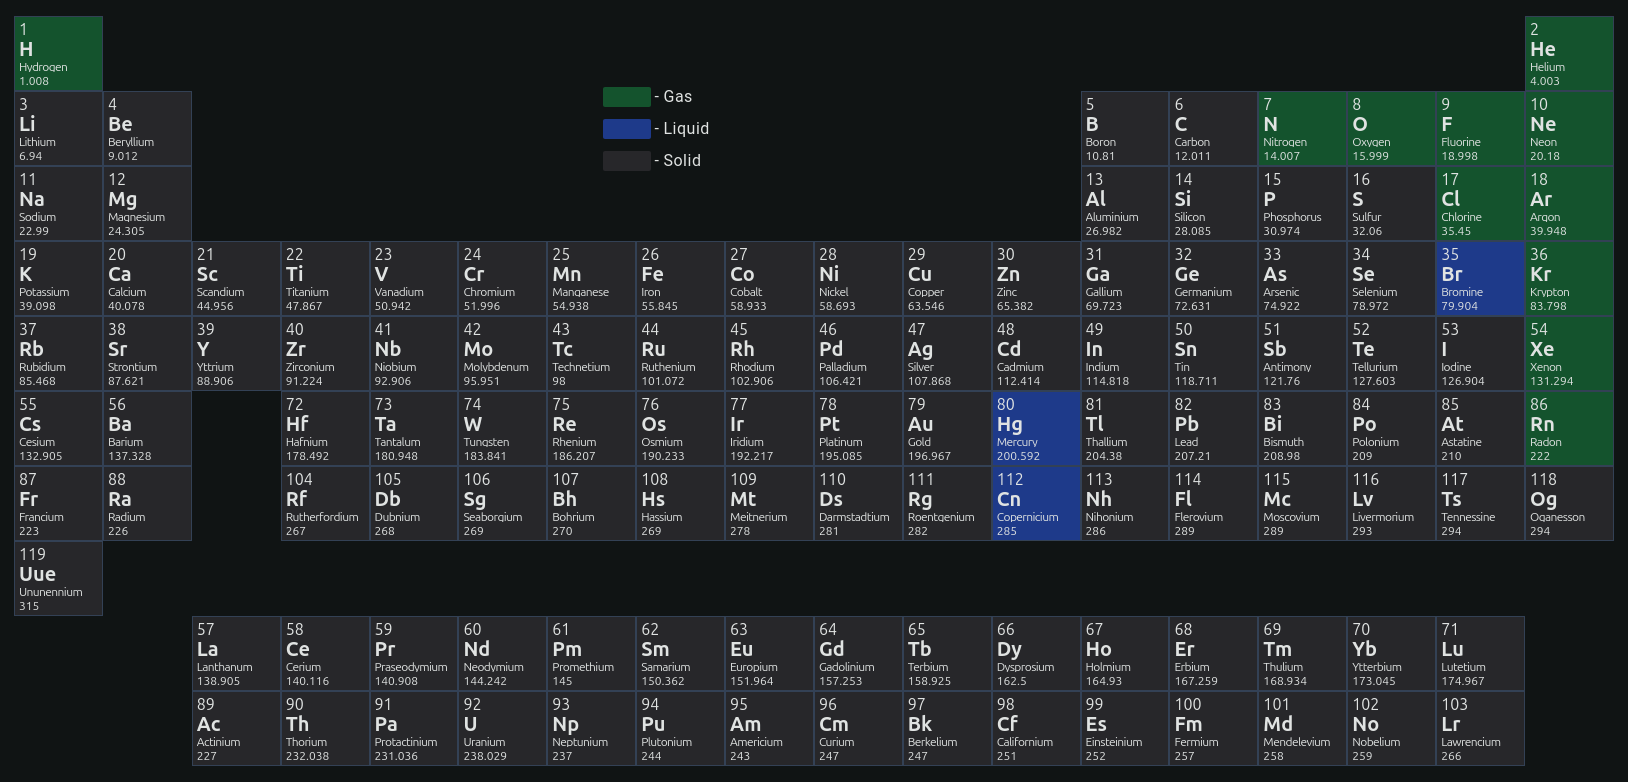 1
H
Hydrogen
1.008
2
He
Helium
4.003
- Gas
- Liquid
- Solid
3
Li
Lithium
6.94
4
Be
Beryllium
9.012
5
B
Boron
10.81
6
C
Carbon
12.011
7
N
Nitrogen
14.007
8
O
Oxygen
15.999
9
F
Fluorine
18.998
10
Ne
Neon
20.18
11
Na
Sodium
22.99
12
Mg
Magnesium
24.305
13
Al
Aluminium
26.982
14
Si
Silicon
28.085
15
P
Phosphorus
30.974
16
S
Sulfur
32.06
17
Cl
Chlorine
35.45
18
Ar
Argon
39.948
19
K
Potassium
39.098
20
Ca
Calcium
40.078
21
Sc
Scandium
44.956
22
Ti
Titanium
47.867
23
V
Vanadium
50.942
24
Cr
Chromium
51.996
25
Mn
Manganese
54.938
26
Fe
Iron
55.845
27
Co
Cobalt
58.933
28
Ni
Nickel
58.693
29
Cu
Copper
63.546
30
Zn
Zinc
65.382
31
Ga
Gallium
69.723
32
Ge
Germanium
72.631
33
As
Arsenic
74.922
34
Se
Selenium
78.972
35
Br
Bromine
79.904
36
Kr
Krypton
83.798
37
Rb
Rubidium
85.468
38
Sr
Strontium
87.621
39
Y
Yttrium
88.906
40
Zr
Zirconium
91.224
41
Nb
Niobium
92.906
42
Mo
Molybdenum
95.951
43
Tc
Technetium
98
44
Ru
Ruthenium
101.072
45
Rh
Rhodium
102.906
46
Pd
Palladium
106.421
47
Ag
Silver
107.868
48
Cd
Cadmium
112.414
49
In
Indium
114.818
50
Sn
Tin
118.711
51
Sb
Antimony
121.76
52
Te
Tellurium
127.603
53
I
Iodine
126.904
54
Xe
Xenon
131.294
55
Cs
Cesium
132.905
56
Ba
Barium
137.328
72
Hf
Hafnium
178.492
73
Ta
Tantalum
180.948
74
W
Tungsten
183.841
75
Re
Rhenium
186.207
76
Os
Osmium
190.233
77
Ir
Iridium
192.217
78
Pt
Platinum
195.085
79
Au
Gold
196.967
80
Hg
Mercury
200.592
81
Tl
Thallium
204.38
82
Pb
Lead
207.21
83
Bi
Bismuth
208.98
84
Po
Polonium
209
85
At
Astatine
210
86
Rn
Radon
222
87
Fr
Francium
223
88
Ra
Radium
226
104
Rf
Rutherfordium
267
105
Db
Dubnium
268
106
Sg
Seaborgium
269
107
Bh
Bohrium
270
108
Hs
Hassium
269
109
Mt
Meitnerium
278
110
Ds
Darmstadtium
281
111
Rg
Roentgenium
282
112
Cn
Copernicium
285
113
Nh
Nihonium
286
114
Fl
Flerovium
289
115
Mc
Moscovium
289
116
Lv
Livermorium
293
117
Ts
Tennessine
294
118
Og
Oganesson
294
119
Uue
Ununennium
315
57
La
Lanthanum
138.905
58
Ce
Cerium
140.116
59
Pr
Praseodymium
140.908
60
Nd
Neodymium
144.242
61
Pm
Promethium
145
62
Sm
Samarium
150.362
63
Eu
Europium
151.964
64
Gd
Gadolinium
157.253
65
Tb
Terbium
158.925
66
Dy
Dysprosium
162.5
67
Ho
Holmium
164.93
68
Er
Erbium
167.259
69
Tm
Thulium
168.934
70
Yb
Ytterbium
173.045
71
Lu
Lutetium
174.967
89
Ac
Actinium
227
90
Th
Thorium
232.038
91
Pa
Protactinium
231.036
92
U
Uranium
238.029
93
Np
Neptunium
237
94
Pu
Plutonium
244
95
Am
Americium
243
96
Cm
Curium
247
97
Bk
Berkelium
247
98
Cf
Californium
251
99
Es
Einsteinium
252
100
Fm
Fermium
257
101
Md
Mendelevium
258
102
No
Nobelium
259
103
Lr
Lawrencium
266